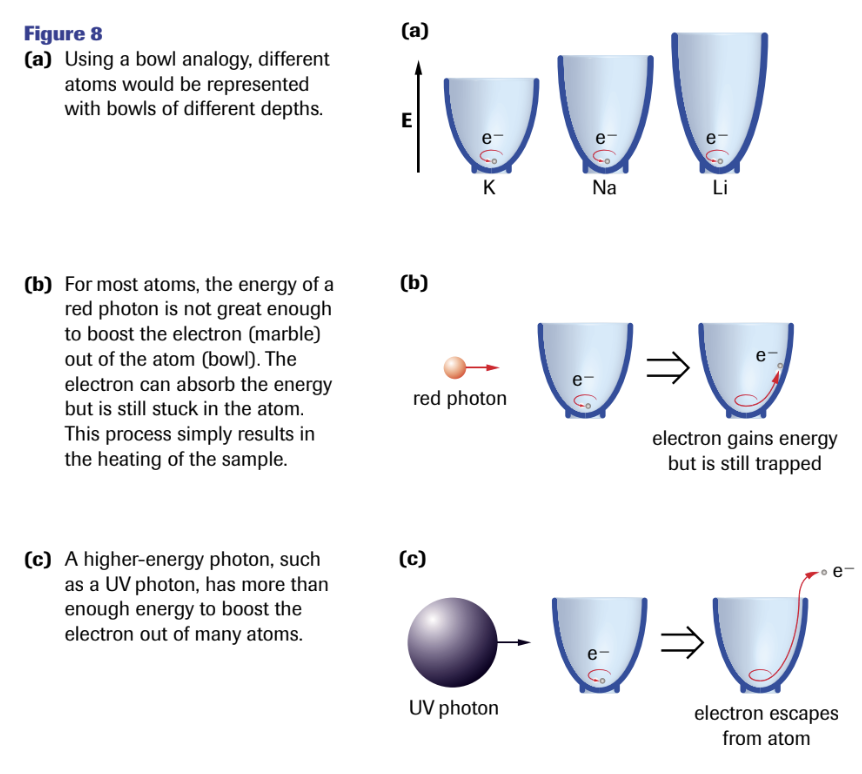 Figure 8
(a) Using a bowl analogy, different
atoms would be represented
with bowls of different depths.
(a)
E
e−
e−
e−
K
Na
Li
(b) For most atoms, the energy of a
red photon is not great enough
to boost the electron (marble)
out of the atom (bowl). The
electron can absorb the energy
but is still stuck in the atom.
This process simply results in
the heating of the sample.
(b)
red photon
e−
e−
electron gains energy
but is still trapped
(c) A higher-energy photon, such
as a UV photon, has more than
enough energy to boost the
electron out of many atoms.
(c)
UV photon
e−
e−
electron escapes
from atom